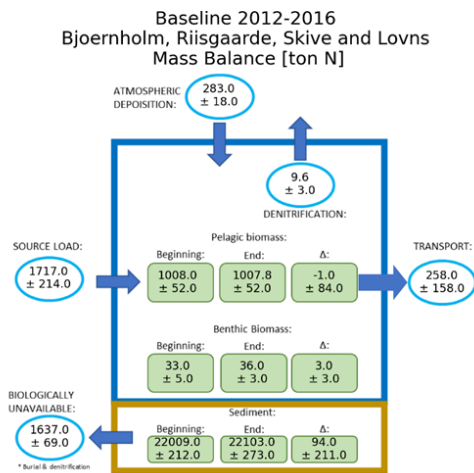 Baseline 2012-2016
Bjoernholm, Riisgaarde, Skive and Lovns
Mass Balance [ton N]
ATMOSPHERIC
DEPOISITION:
283.0
± 18.0
9.6
± 3.0
DENITRIFICATION:
SOURCE LOAD:
1717.0
± 214.0
Pelagic biomass:
Beginning: End: Δ:
1008.0 1007.8 -1.0
± 52.0 ± 52.0 ± 84.0
TRANSPORT:
258.0
± 158.0
Benthic Biomass:
Beginning: End: Δ:
33.0 36.0 3.0
± 5.0 ± 3.0 ± 3.0
BIOLOGICALLY
UNAVAILABLE:
1637.0
± 69.0
* Burial & denitrification
Sediment:
Beginning: End: Δ:
22009.0 22103.0 94.0
± 212.0 ± 273.0 ± 211.0